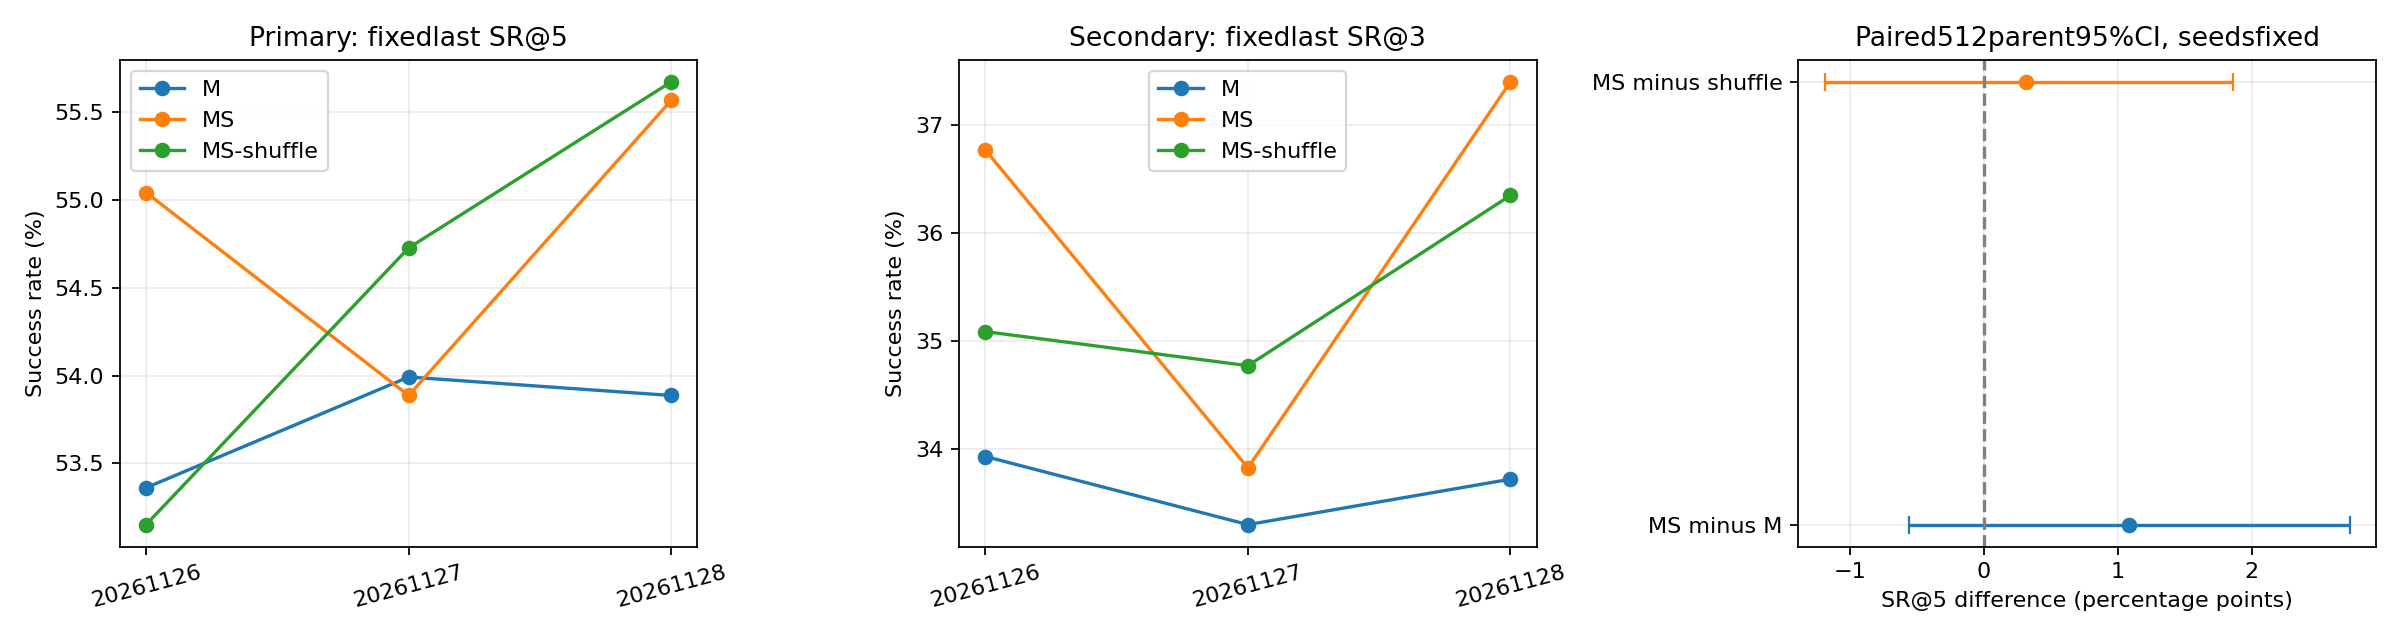 Primary: fixedlast SR@5
Success rate (%)
55.5
55.0
54.5
54.0
53.5
M
MS
MS-shuffle
20261126
20261127
20261128
Secondary: fixedlast SR@3
Success rate (%)
37
36
35
34
M
MS
MS-shuffle
20261126
20261127
20261128
Paired512parent95%CI, seedsfixed
MS minus shuffle
MS minus M
−1
0
1
2
SR@5 difference (percentage points)